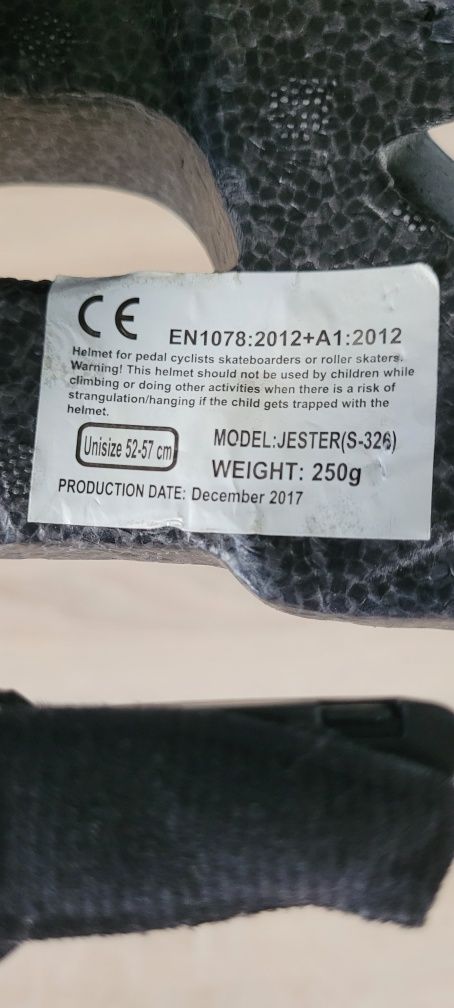 CE
EN1078:2012+A1:2012
Helmet for pedal cyclists skateboarders or roller skaters.
Warning! This helmet should not be used by children while
climbing or doing other activities when there is a risk of
strangulation/hanging if the child gets trapped with the
helmet.
Unisize 52-57 cm
MODEL:JESTER(S-326)
WEIGHT: 250g
PRODUCTION DATE: December 2017